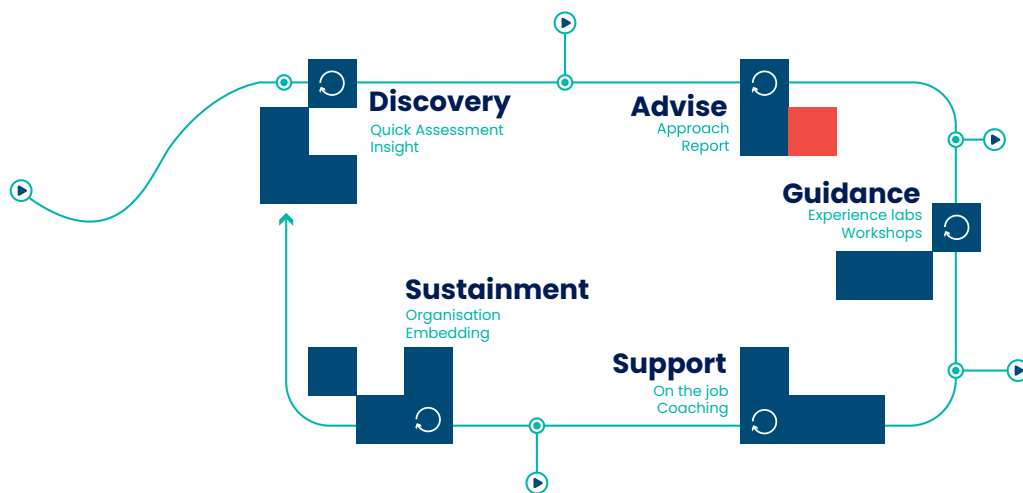 Discovery
Quick Assessment
Insight
Advise
Approach
Report
Guidance
Experience labs
Workshops
Sustainment
Organisation
Embedding
Support
On the job
Coaching